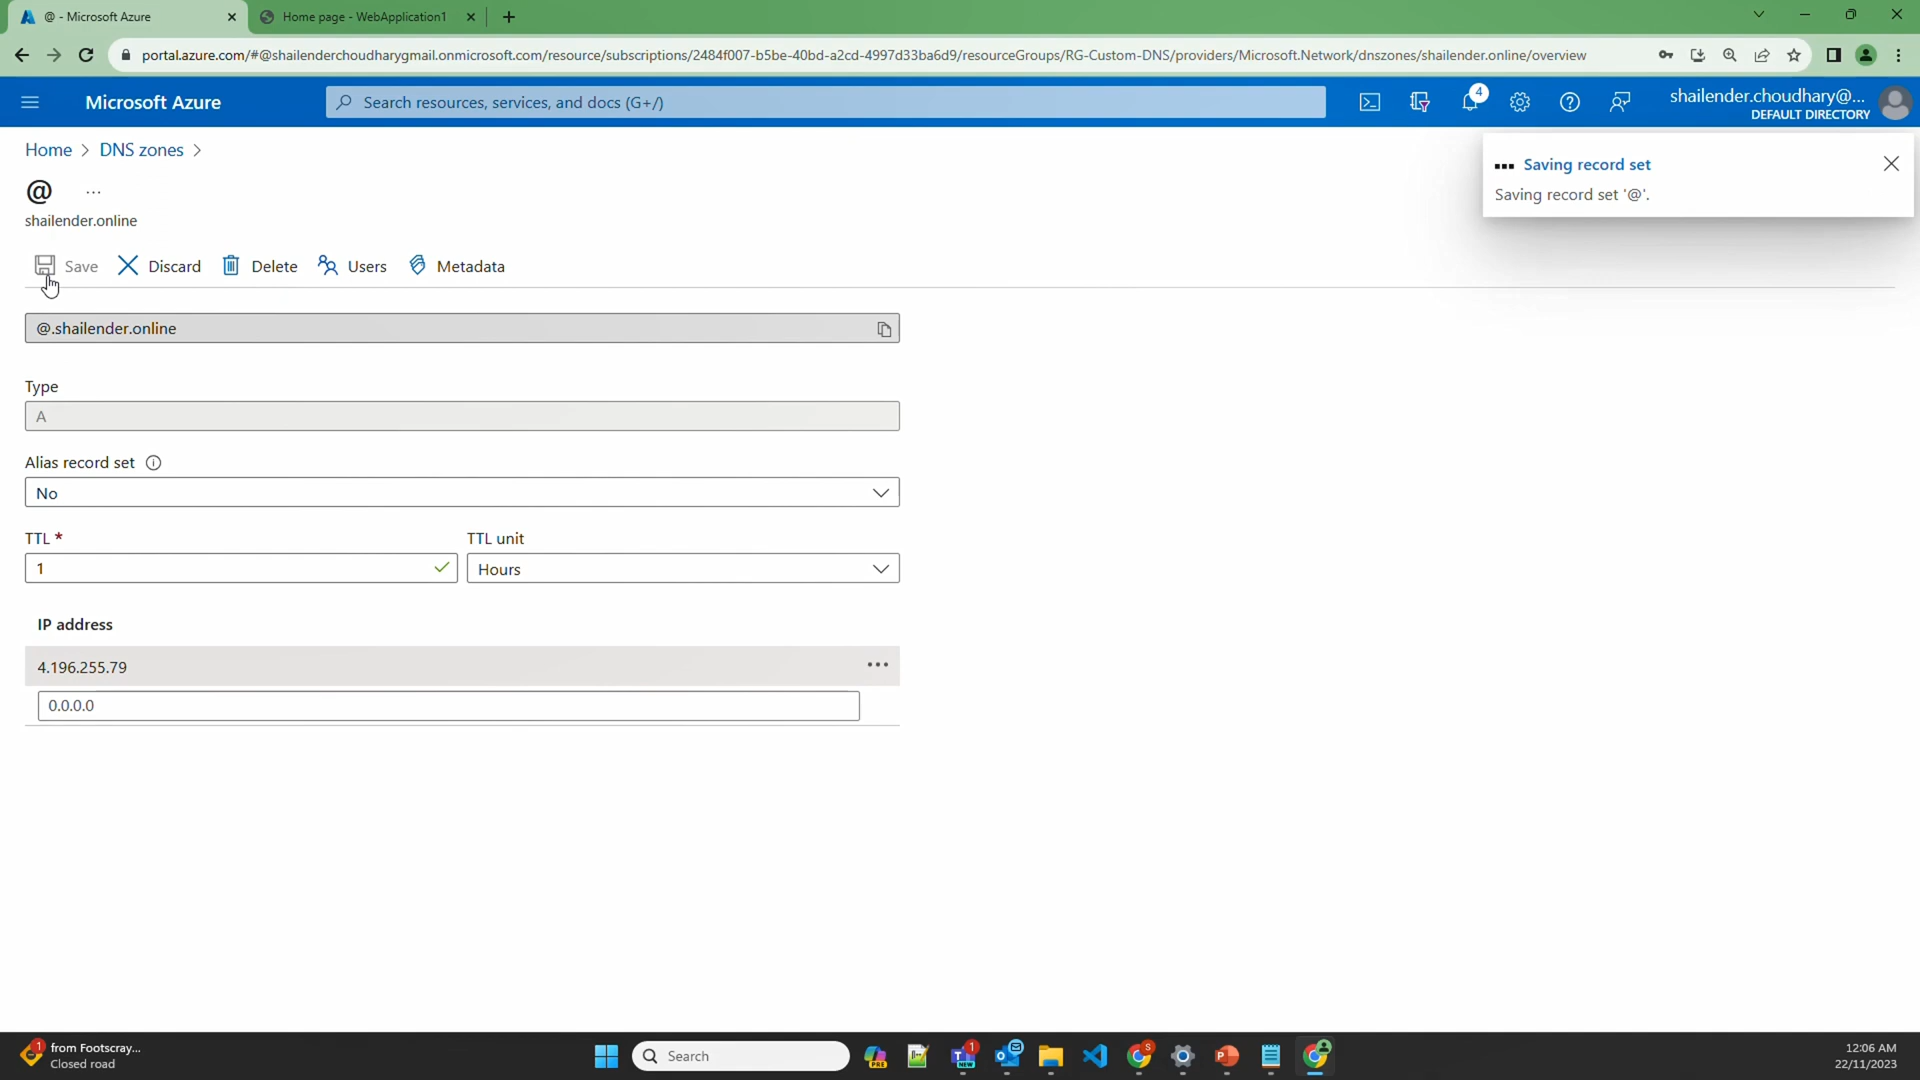 @ - Microsoft Azure
Home page - WebApplication1
portal.azure.com/#@shailenderchoudharygmail.onmicrosoft.com/resource/subscriptions/2484f007-b5be-40bd-a2cd-4997d33ba6d9/resourceGroups/RG-Custom-DNS/providers/Microsoft.Network/dnszones/shailender.online/overview
Microsoft Azure
Search resources, services, and docs (G+/)
4
shailender.choudhary@...
DEFAULT DIRECTORY
Home > DNS zones >
Saving record set
Saving record set '@'.
@ ...
shailender.online
Save Discard Delete Users Metadata
@.shailender.online
Type
A
Alias record set
No
TTL * TTL unit
1 Hours
IP address
4.196.255.79
0.0.0.0
1 from Footscray...
Closed road
Search
PRE
1
NEW
S
12:06 AM
22/11/2023